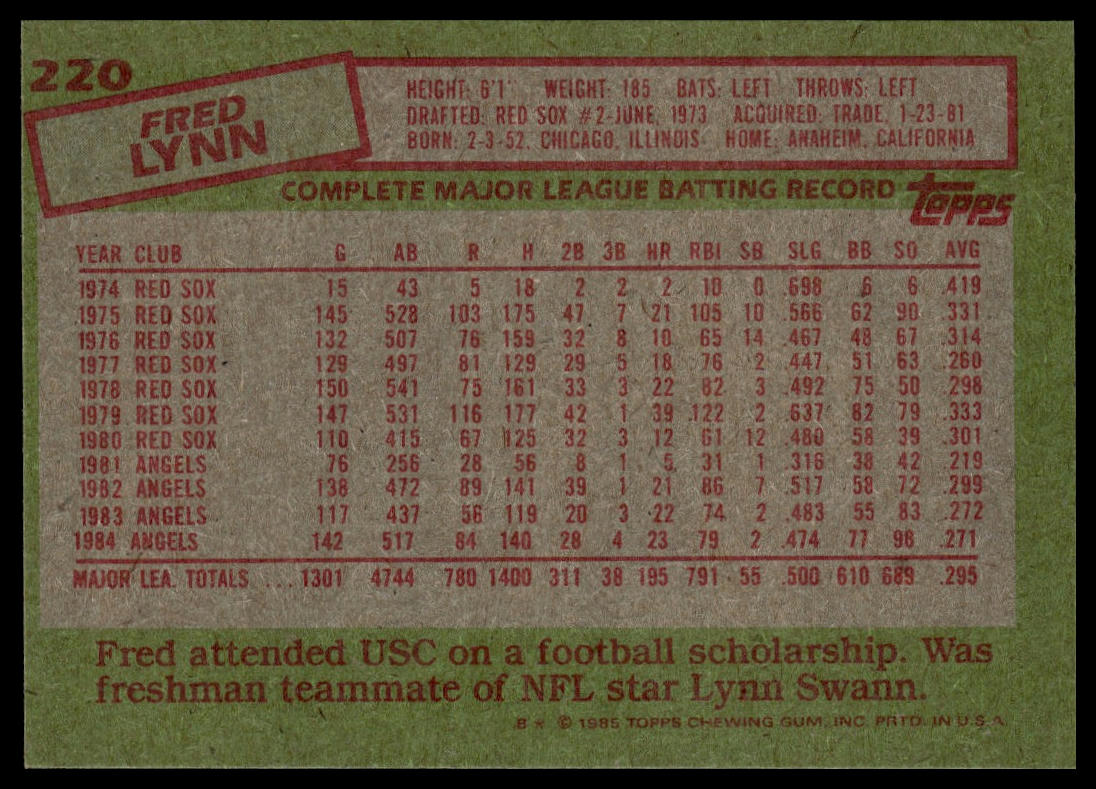 220
FRED
LYNN
HEIGHT: 6'1" WEIGHT: 185 BATS: LEFT THROWS: LEFT
DRAFTED: RED SOX #2-JUNE, 1973 ACQUIRED: TRADE, 1-23-81
BORN: 2-3-52, CHICAGO, ILLINOIS HOME: ANAHEIM, CALIFORNIA
COMPLETE MAJOR LEAGUE BATTING RECORD
TOPPS
YEAR CLUB G AB R H 2B 3B HR RBI SB SLG BB SO AVG
1974 RED SOX 15 43 5 18 2 2 2 10 0 .698 6 6 .419
1975 RED SOX 145 528 103 175 47 7 21 105 10 .566 62 90 .331
1976 RED SOX 132 507 76 159 32 8 10 65 14 .467 48 67 .314
1977 RED SOX 129 497 81 129 29 5 18 76 2 .447 51 63 .260
1978 RED SOX 150 541 75 161 33 3 22 82 3 .492 75 50 .298
1979 RED SOX 147 531 116 177 42 1 39 122 2 .637 82 79 .333
1980 RED SOX 110 415 67 125 32 3 12 61 12 .480 58 39 .301
1981 ANGELS 76 256 28 56 8 1 5 31 1 .316 38 42 .219
1982 ANGELS 138 472 89 141 39 1 21 86 7 .517 58 72 .299
1983 ANGELS 117 437 56 119 20 3 22 74 2 .483 55 83 .272
1984 ANGELS 142 517 84 140 28 4 23 79 2 .474 77 98 .271
MAJOR LEA. TOTALS ... 1301 4744 780 1400 311 38 195 791 55 .500 610 689 .295
Fred attended USC on a football scholarship. Was
freshman teammate of NFL star Lynn Swann.
B * © 1985 TOPPS CHEWING GUM, INC. PRTD. IN U.S.A.